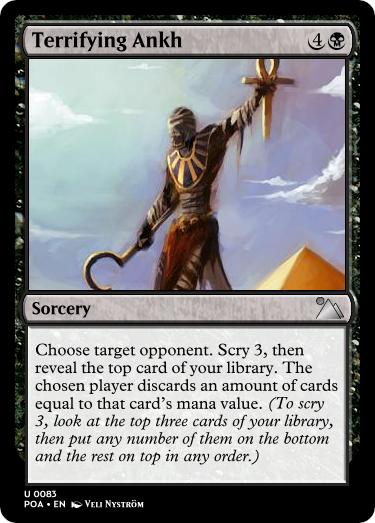 Terrifying Ankh 4
Sorcery
Choose target opponent. Scry 3, then
reveal the top card of your library. The
chosen player discards an amount of cards
equal to that card's mana value. (To scry
3, look at the top three cards of your library,
then put any number of them on the bottom
and the rest on top in any order.)
U 0083
POA • EN Veli Nyström